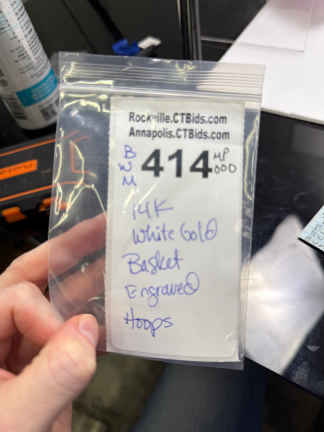 Rockville.CTBids.com
Annapolis.CTBids.com
B W M 414 MP 000
14K
White Gold
Basket
Engraved
Hoops